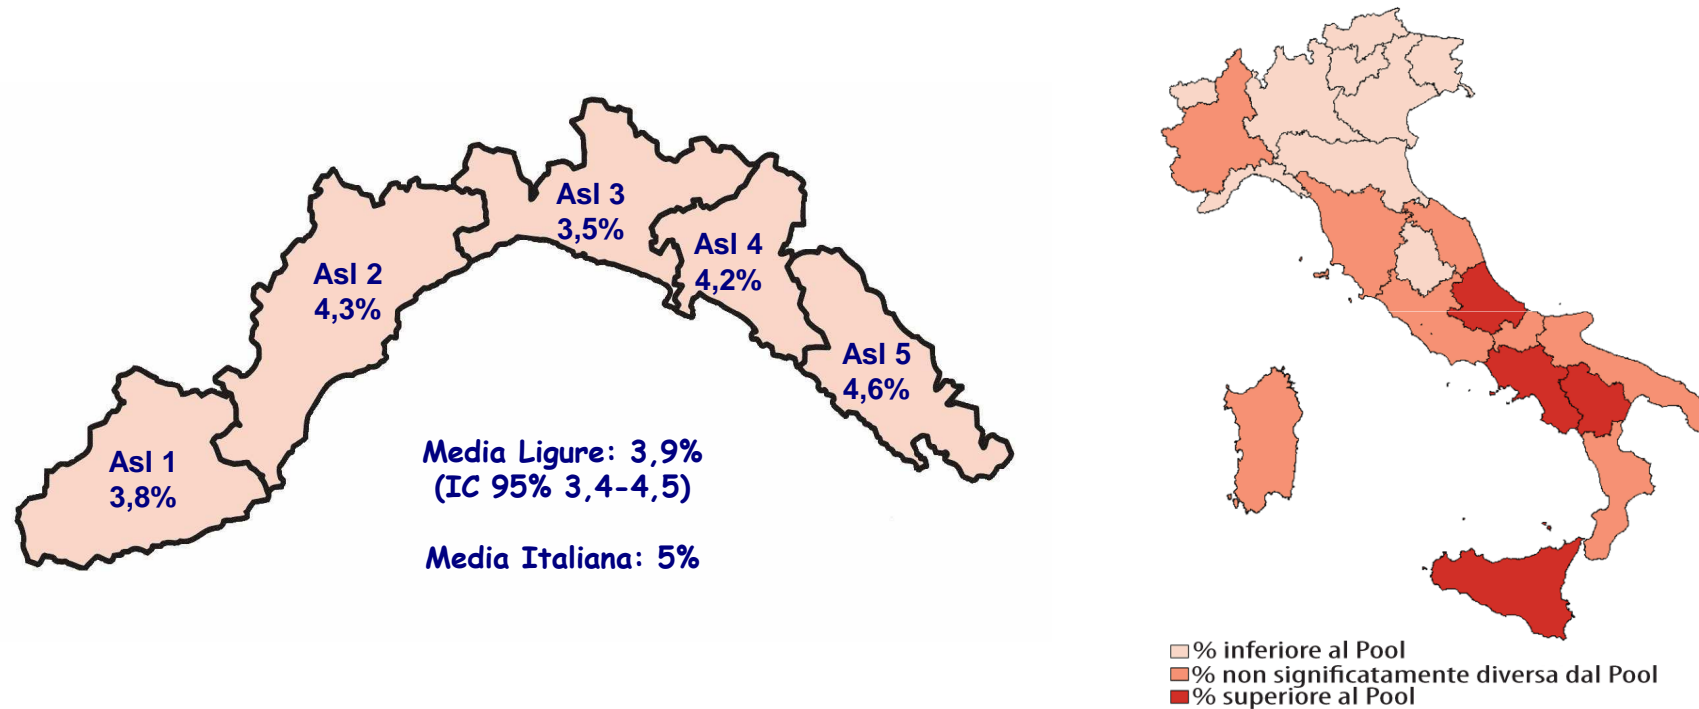 Asl 3
3,5%
Asl 4
4,2%
Asl 2
4,3%
Asl 5
4,6%
Asl 1
3,8%
Media Ligure: 3,9%
(IC 95% 3,4-4,5)
Media Italiana: 5%
% inferiore al Pool
% non significatamente diversa dal Pool
% superiore al Pool